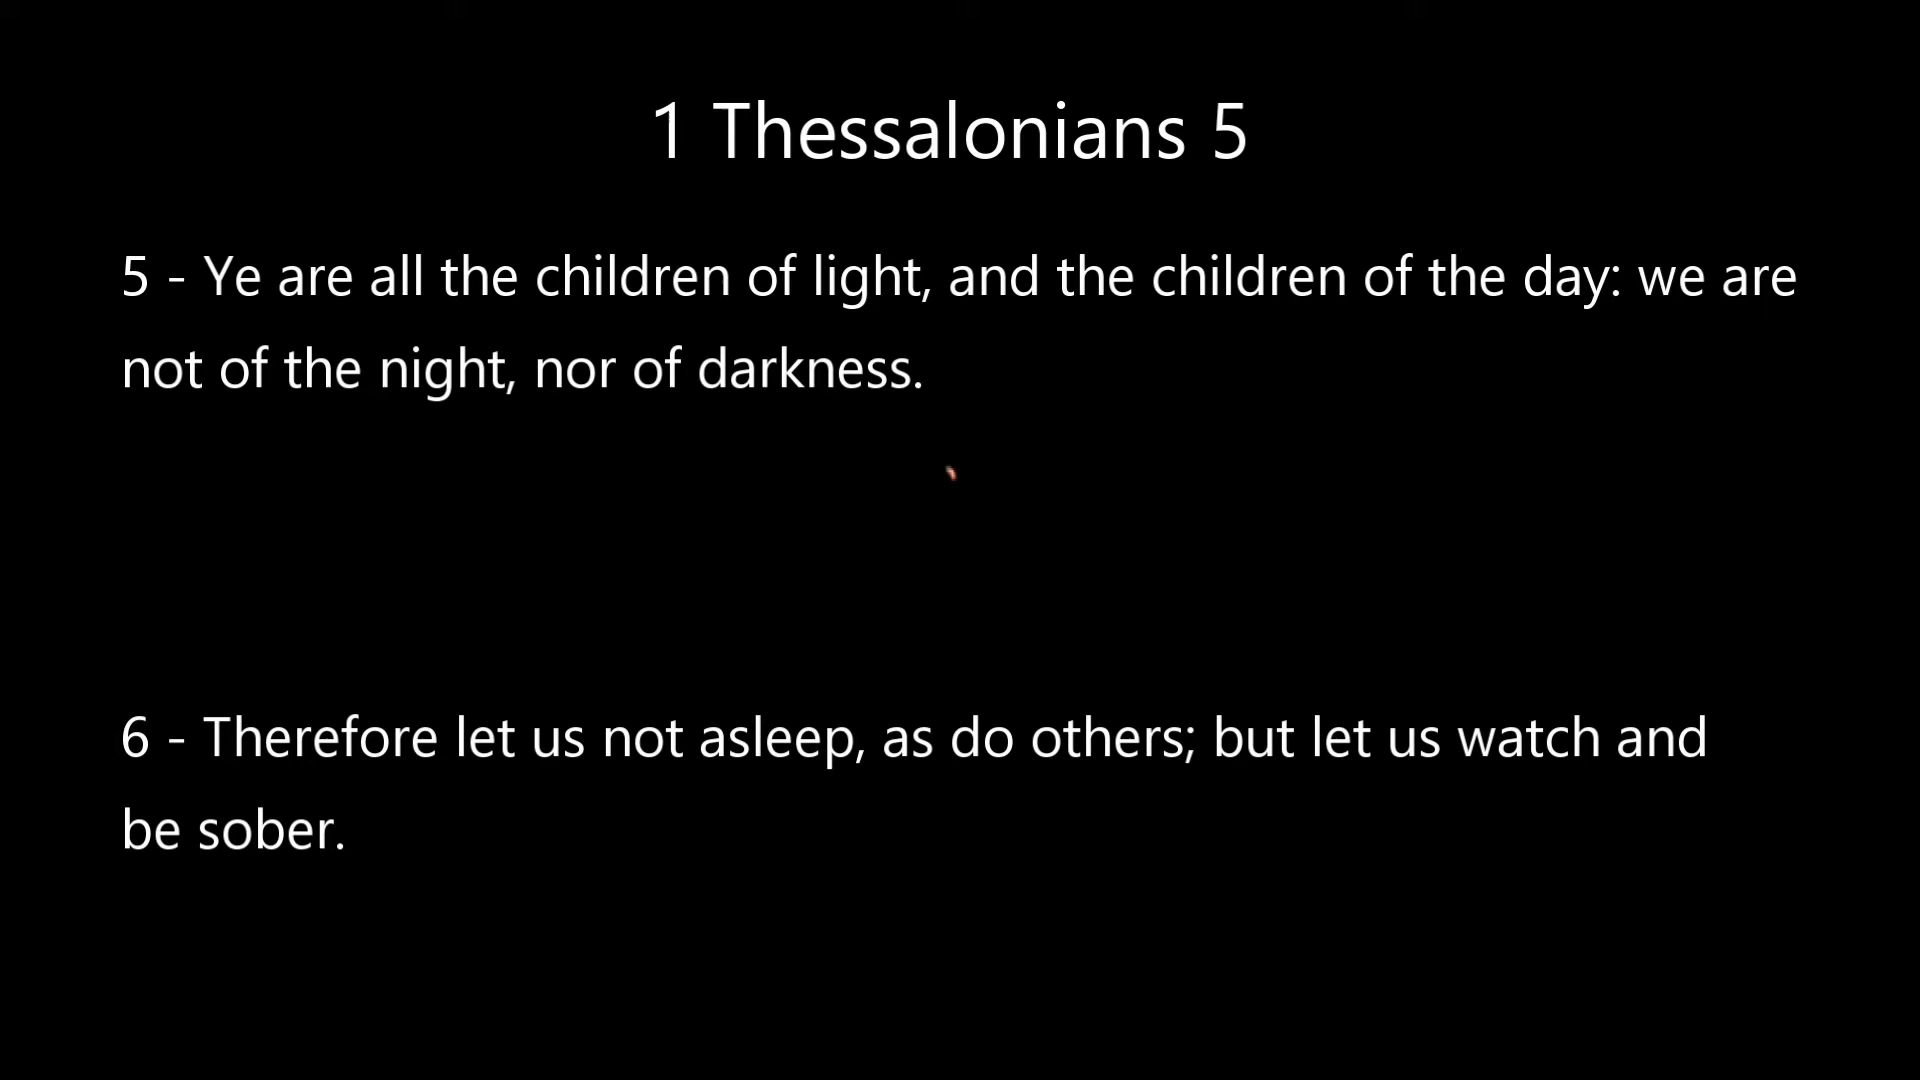 1 Thessalonians 5
5 - Ye are all the children of light, and the children of the day: we are
not of the night, nor of darkness.
6 - Therefore let us not asleep, as do others; but let us watch and
be sober.